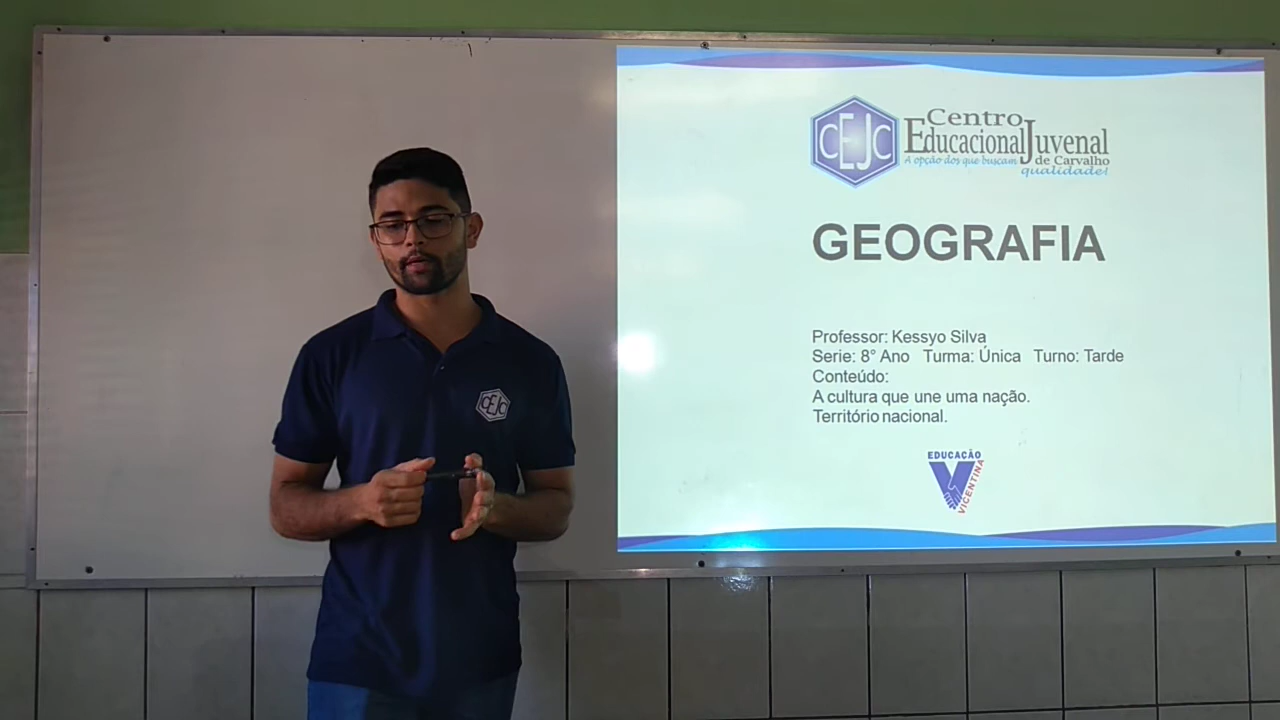 CEJC
Centro
Educacional Juvenal
de Carvalho
A opção dos que buscam
qualidade!
GEOGRAFIA
Professor: Kessyo Silva
Serie: 8° Ano Turma: Única Turno: Tarde
Conteúdo:
A cultura que une uma nação.
Território nacional.
EDUCAÇÃO
V
VICENTINA
CEJC